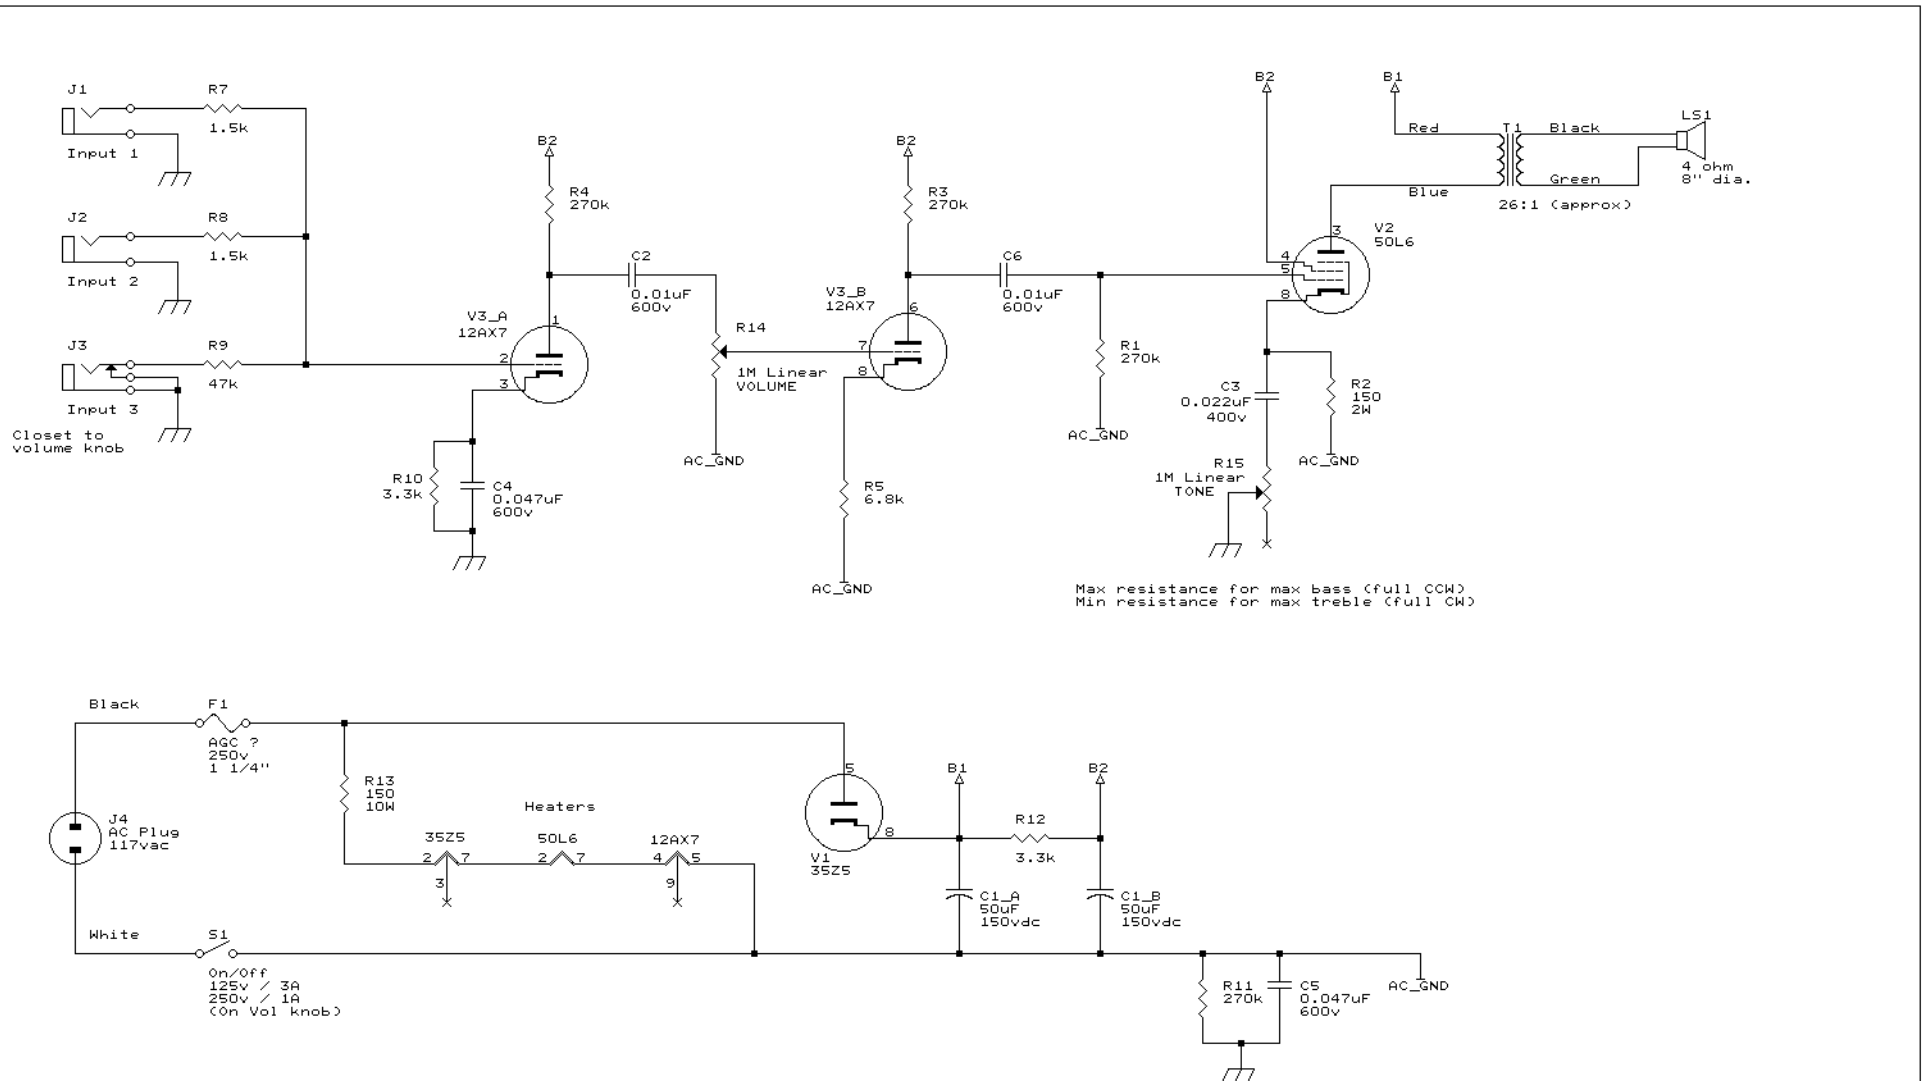 J1
R7
1.5k
Input 1
J2
R8
1.5k
Input 2
J3
R9
47k
Input 3
Closet to
volume knob
B2
R4
270k
C2
0.01uF
600v
V3_A
12AX7
1
2
3
R10
3.3k
C4
0.047uF
600v
R14
1M Linear
VOLUME
AC_GND
B2
R3
270k
V3_B
12AX7
6
7
8
R5
6.8k
AC_GND
C6
0.01uF
600v
R1
270k
AC_GND
B2
B1
Red
T1
Black
LS1
4 ohm
8" dia.
Blue
Green
26:1 (approx)
3
V2
50L6
4
5
8
C3
0.022uF
400v
R2
150
2W
R15
1M Linear
TONE
AC_GND
Max resistance for max bass (full CCW)
Min resistance for max treble (full CW)
Black
F1
AGC ?
250v
1 1/4"
R13
150
10W
Heaters
J4
AC Plug
117vac
35Z5
2
7
3
50L6
2
7
12AX7
4
5
9
5
8
V1
35Z5
B1
B2
R12
3.3k
C1_A
50uF
150vdc
C1_B
50uF
150vdc
White
S1
On/Off
125v / 3A
250v / 1A
(On Vol knob)
R11
270k
C5
0.047uF
600v
AC_GND